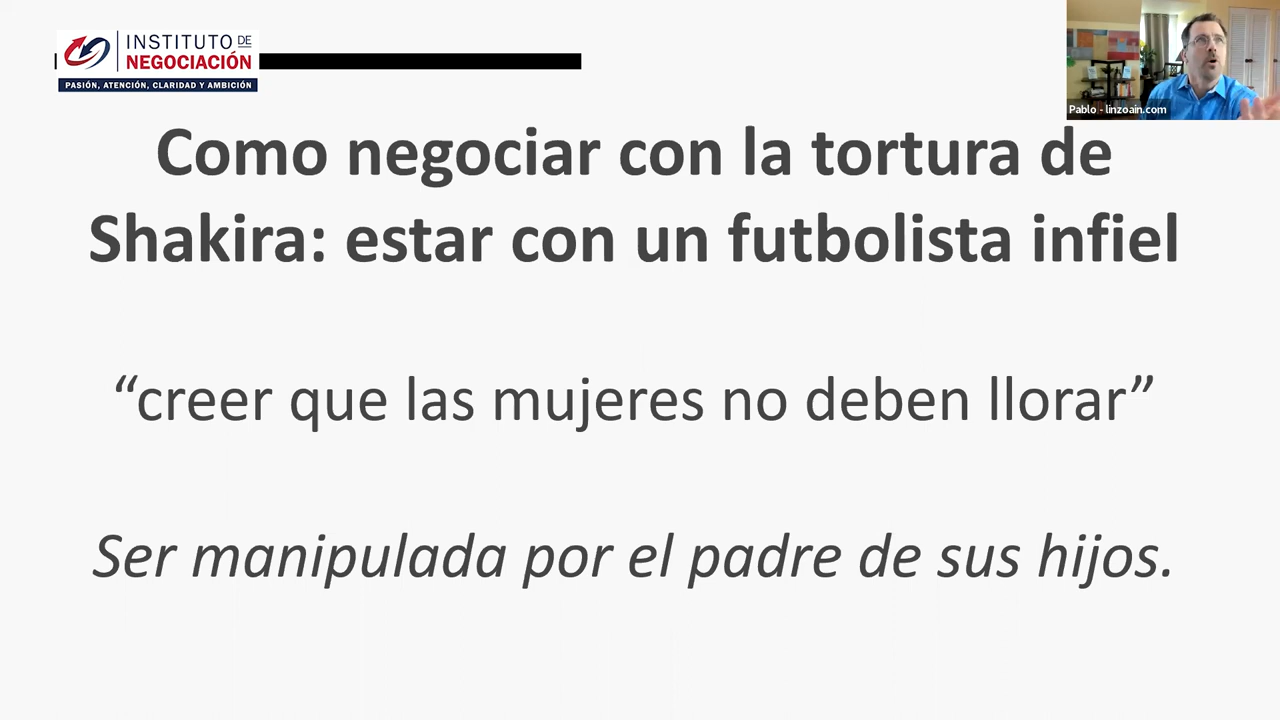 INSTITUTO DE
NEGOCIACIÓN
PASIÓN, ATENCIÓN, CLARIDAD Y AMBICIÓN
Pablo - linzoain.com
Como negociar con la tortura de
Shakira: estar con un futbolista infiel
“creer que las mujeres no deben llorar”
Ser manipulada por el padre de sus hijos.